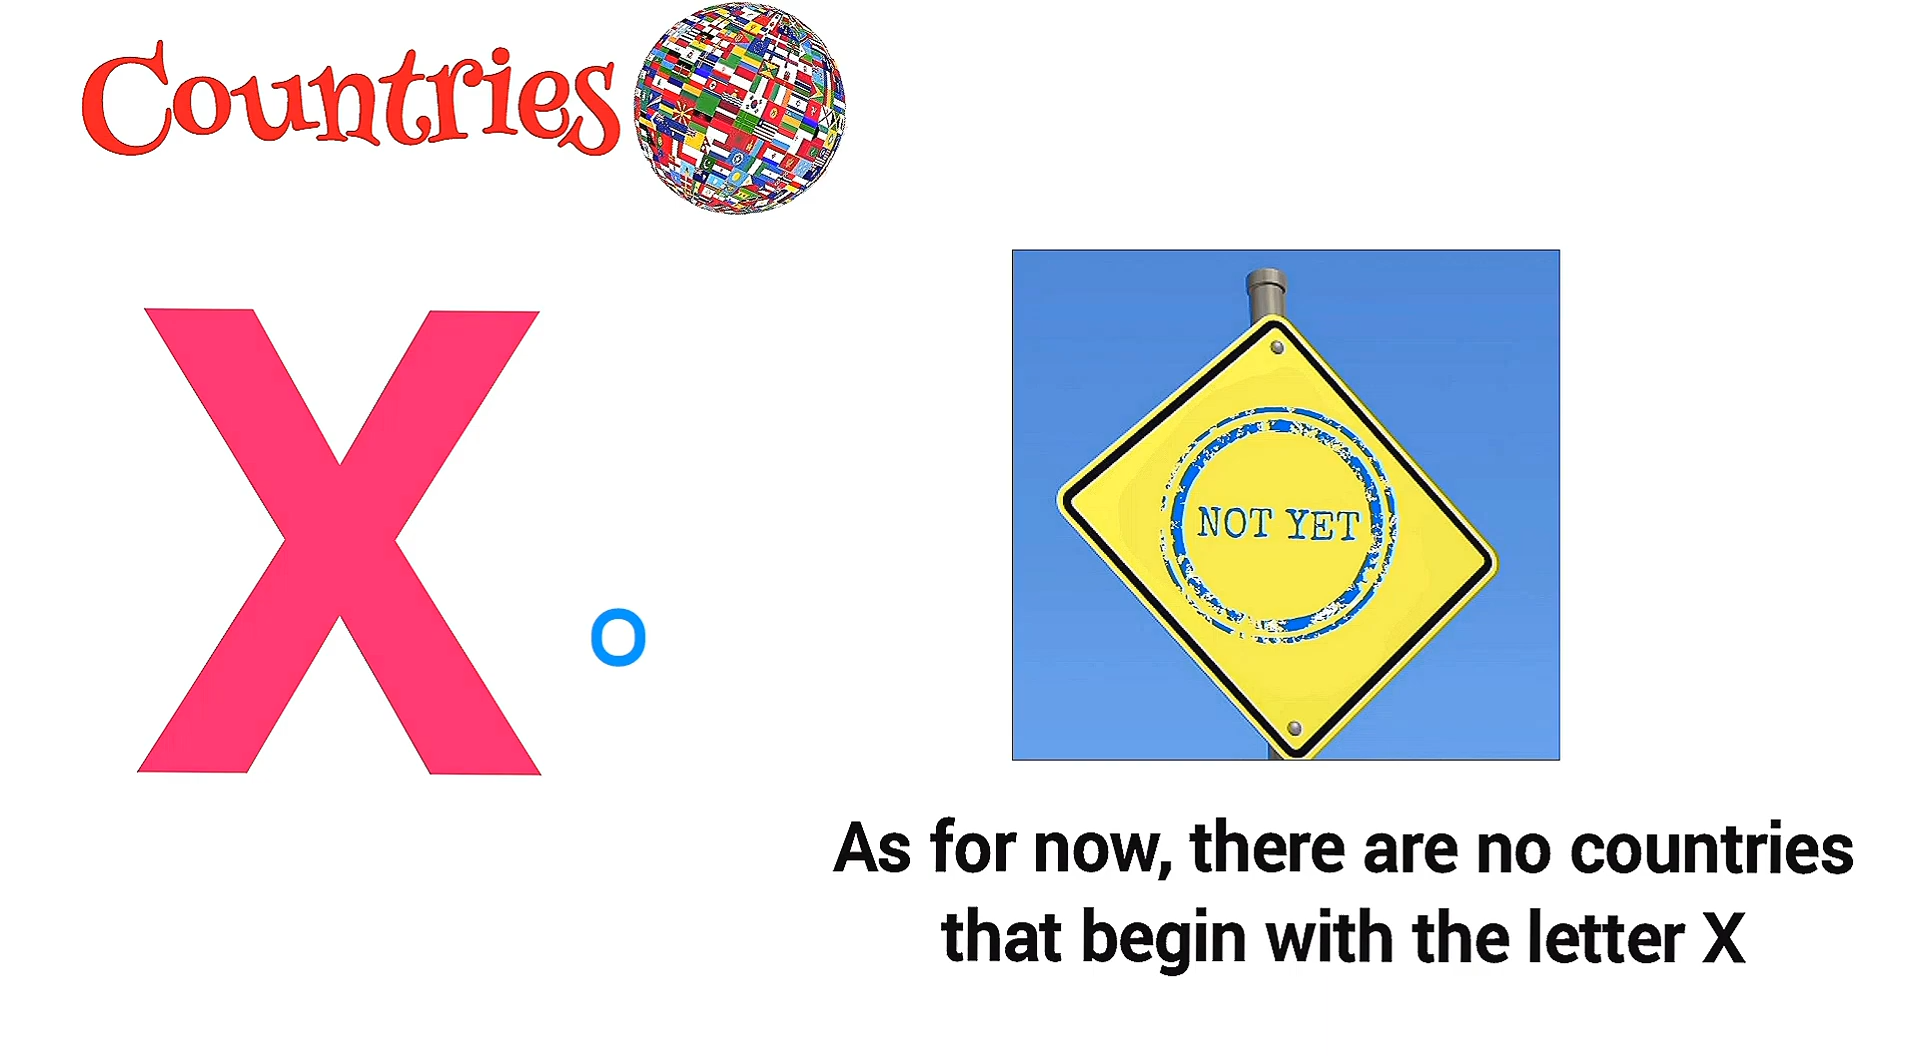 Countries
X
o
NOT YET
As for now, there are no countries
that begin with the letter X